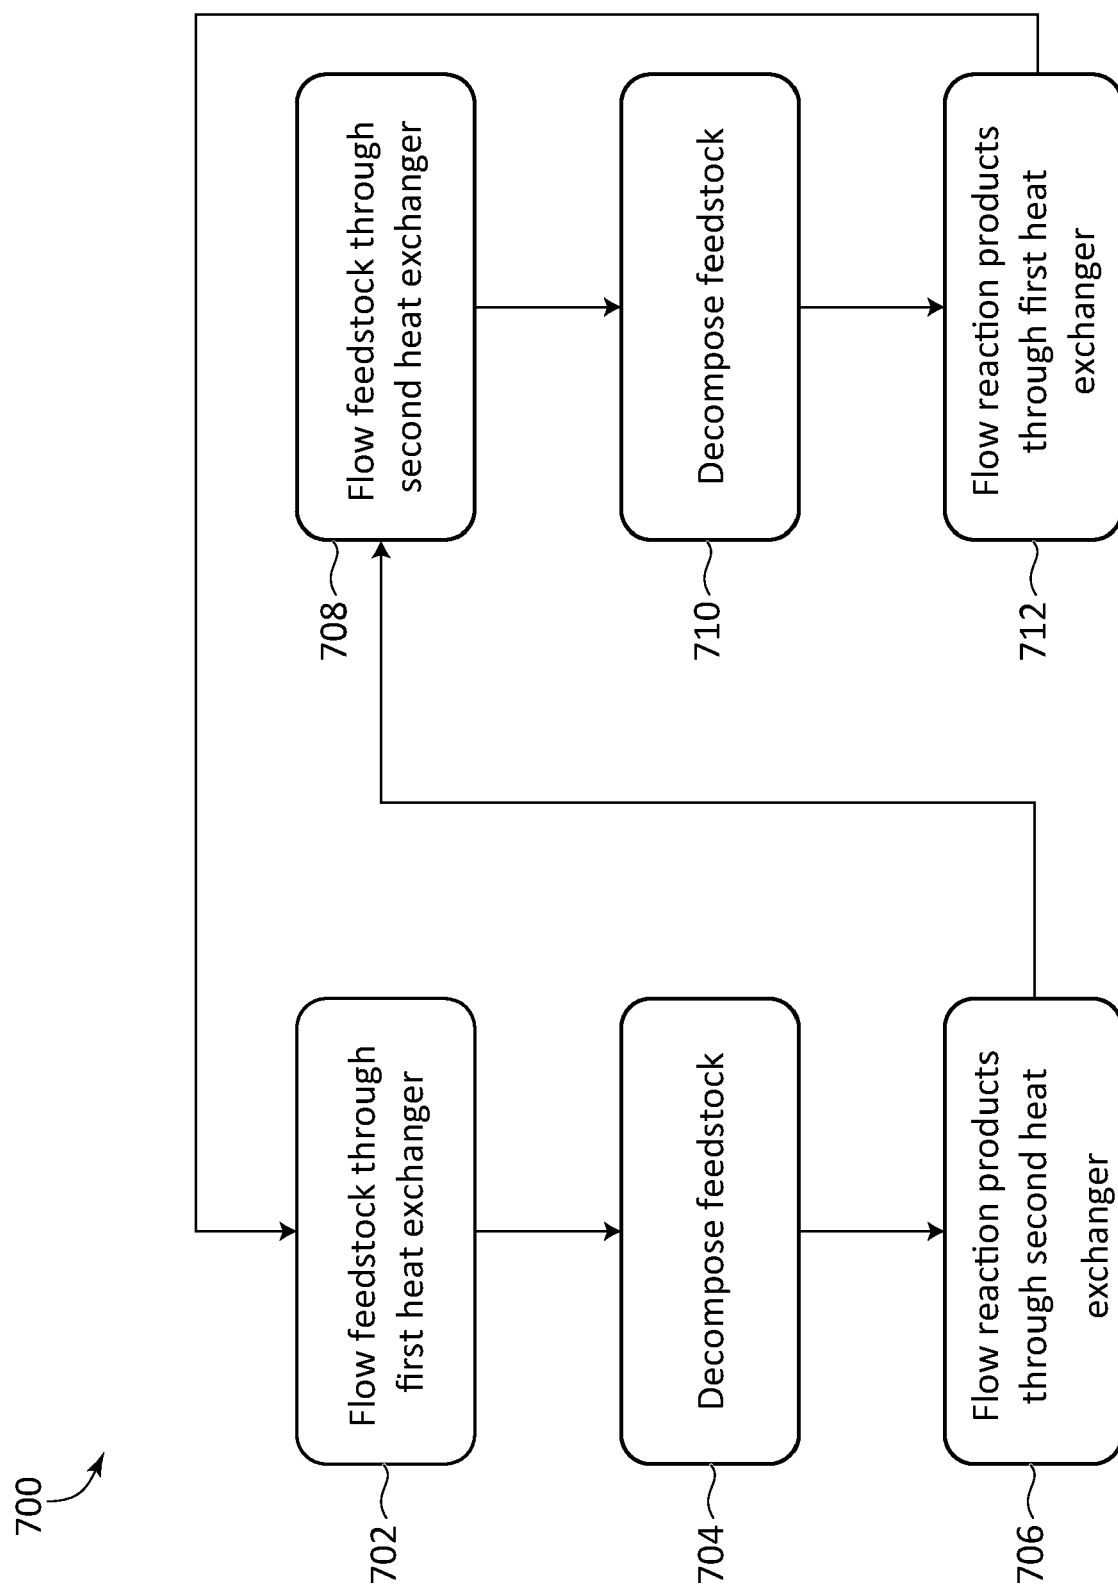 700
702
Flow feedstock through
first heat exchanger
704
Decompose feedstock
706
Flow reaction products
through second heat
exchanger
708
Flow feedstock through
second heat exchanger
710
Decompose feedstock
712
Flow reaction products
through first heat
exchanger